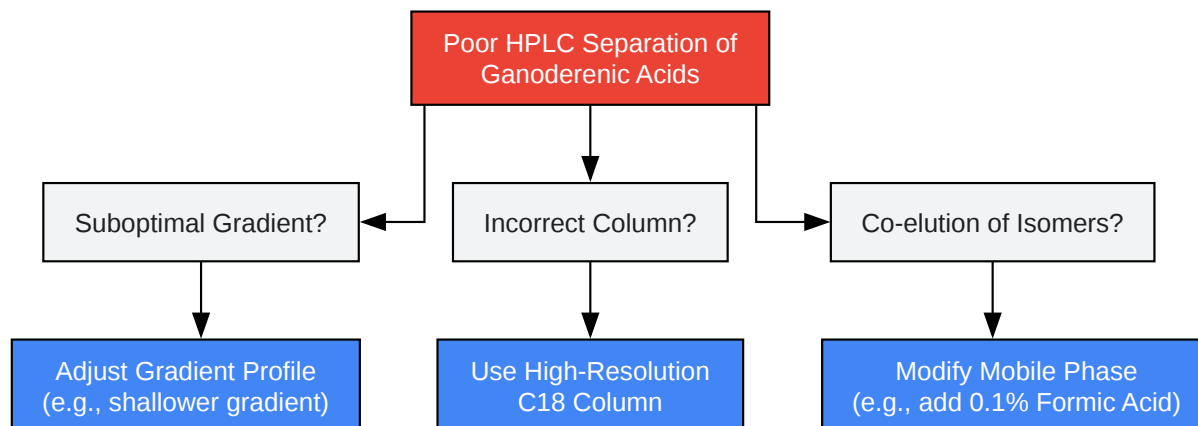 Poor HPLC Separation of
Ganoderenic Acids
Suboptimal Gradient?
Incorrect Column?
Co-elution of Isomers?
Adjust Gradient Profile
(e.g., shallower gradient)
Use High-Resolution
C18 Column
Modify Mobile Phase
(e.g., add 0.1% Formic Acid)